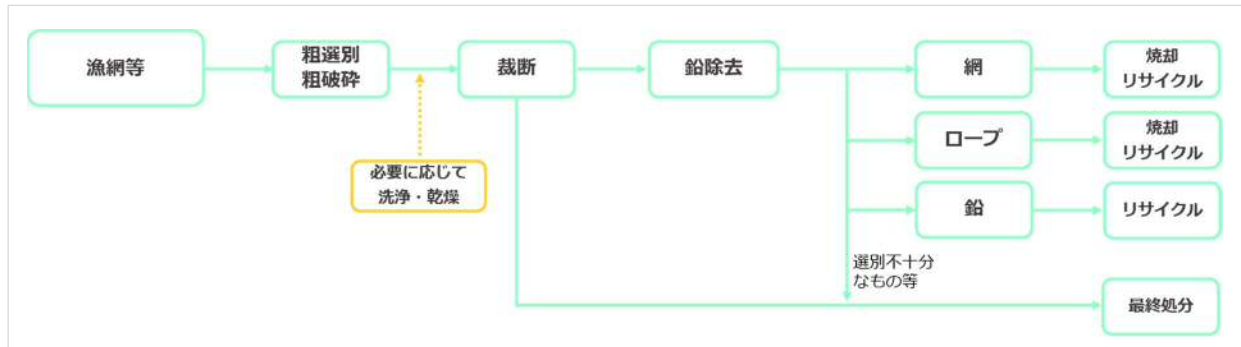 漁網等
粗選別
粗破砕
裁断
鉛除去
網
焼却
リサイクル
ロープ
焼却
リサイクル
必要に応じて
洗浄・乾燥
鉛
リサイクル
選別不十分
なもの等
最終処分